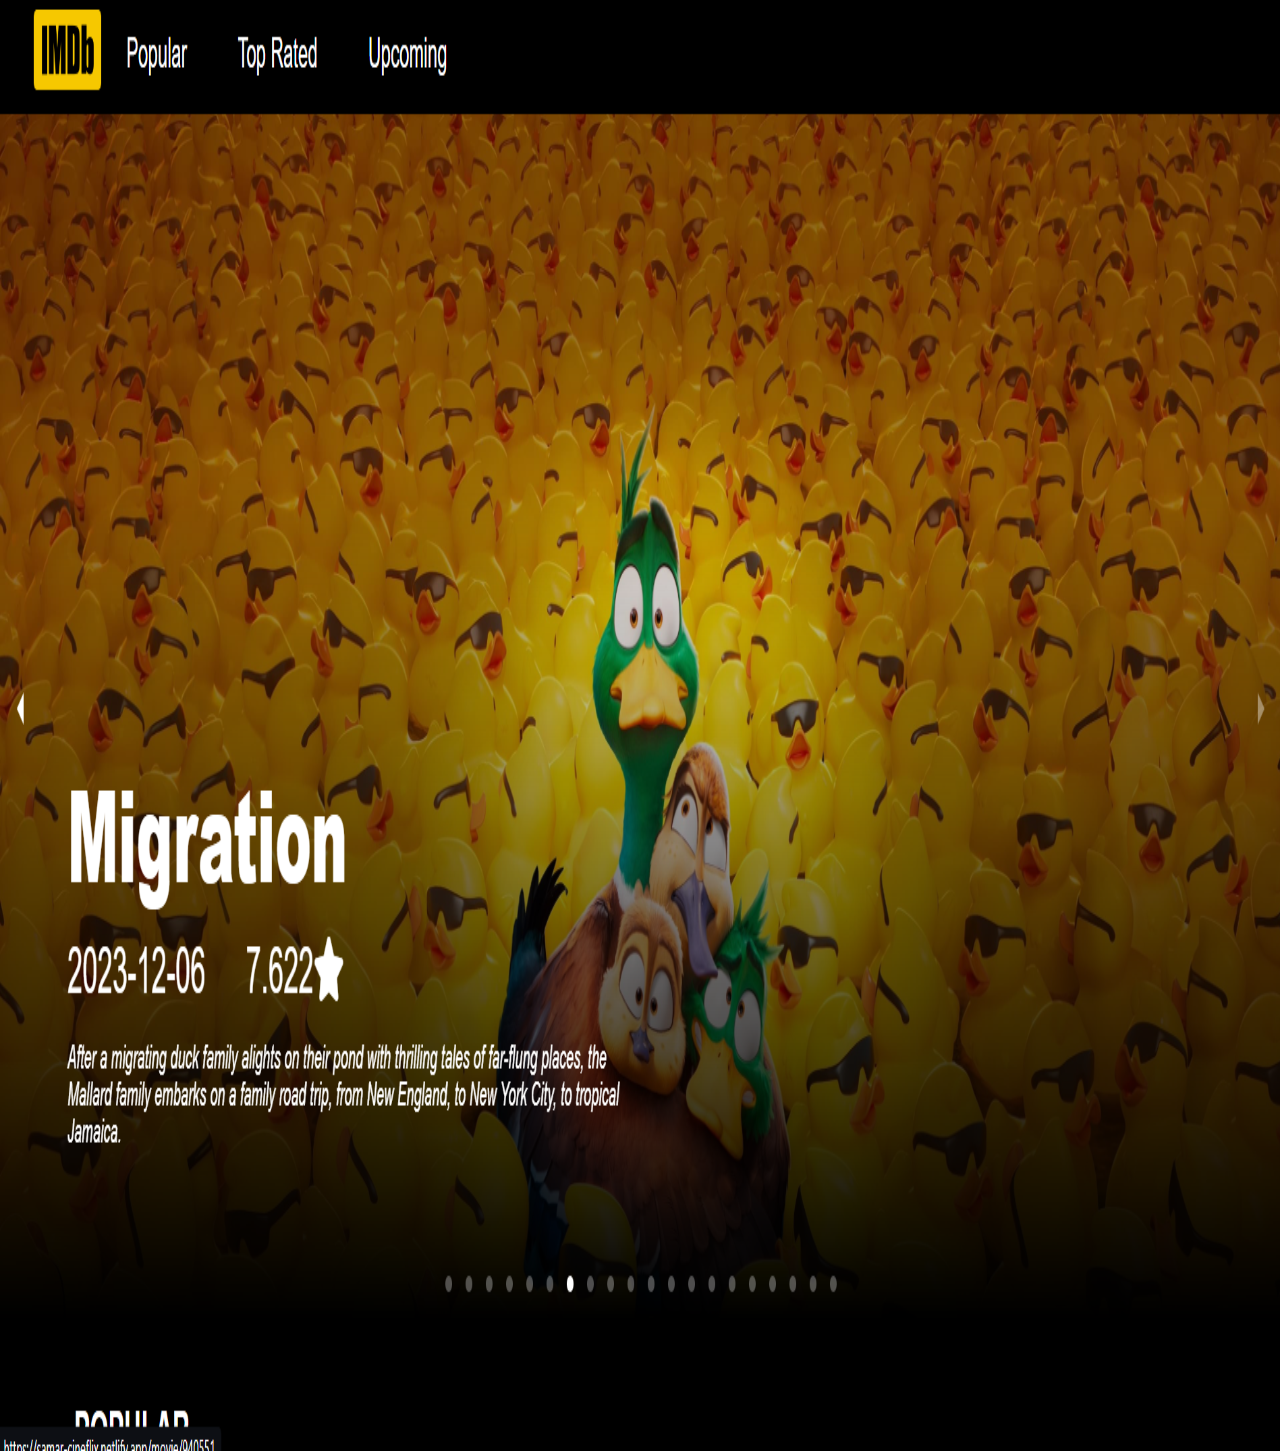 IMDb Popular Top Rated Upcoming
Migration
2023-12-06 7.622
After a migrating duck family alights on their pond with thrilling tales of far-flung places, the
Mallard family embarks on a family road trip, from New England, to New York City, to tropical
Jamaica.
POPULAR
https://samar-cineflix.netlify.app/movie/940551